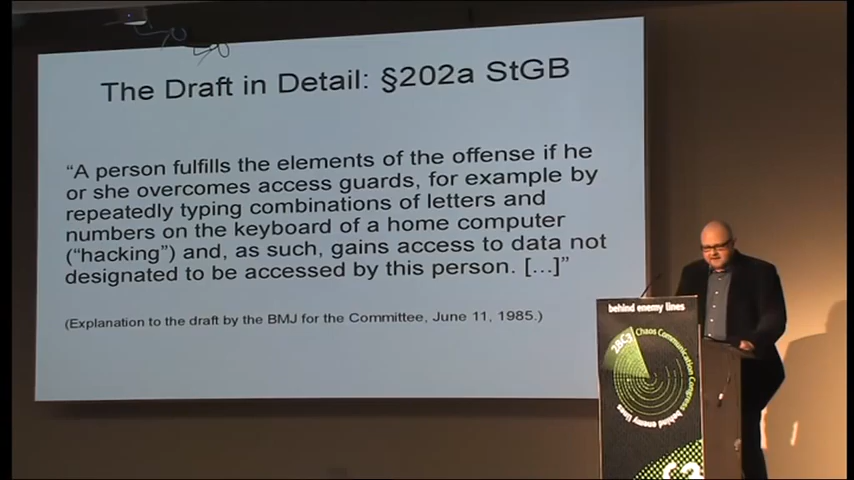 The Draft in Detail: §202a StGB
“A person fulfills the elements of the offense if he
or she overcomes access guards, for example by
repeatedly typing combinations of letters and
numbers on the keyboard of a home computer
(“hacking”) and, as such, gains access to data not
designated to be accessed by this person. […]”
(Explanation to the draft by the BMJ for the Committee, June 11, 1985.)
behind enemy lines
28C3
Chaos Communication Congress
behind enemy lines